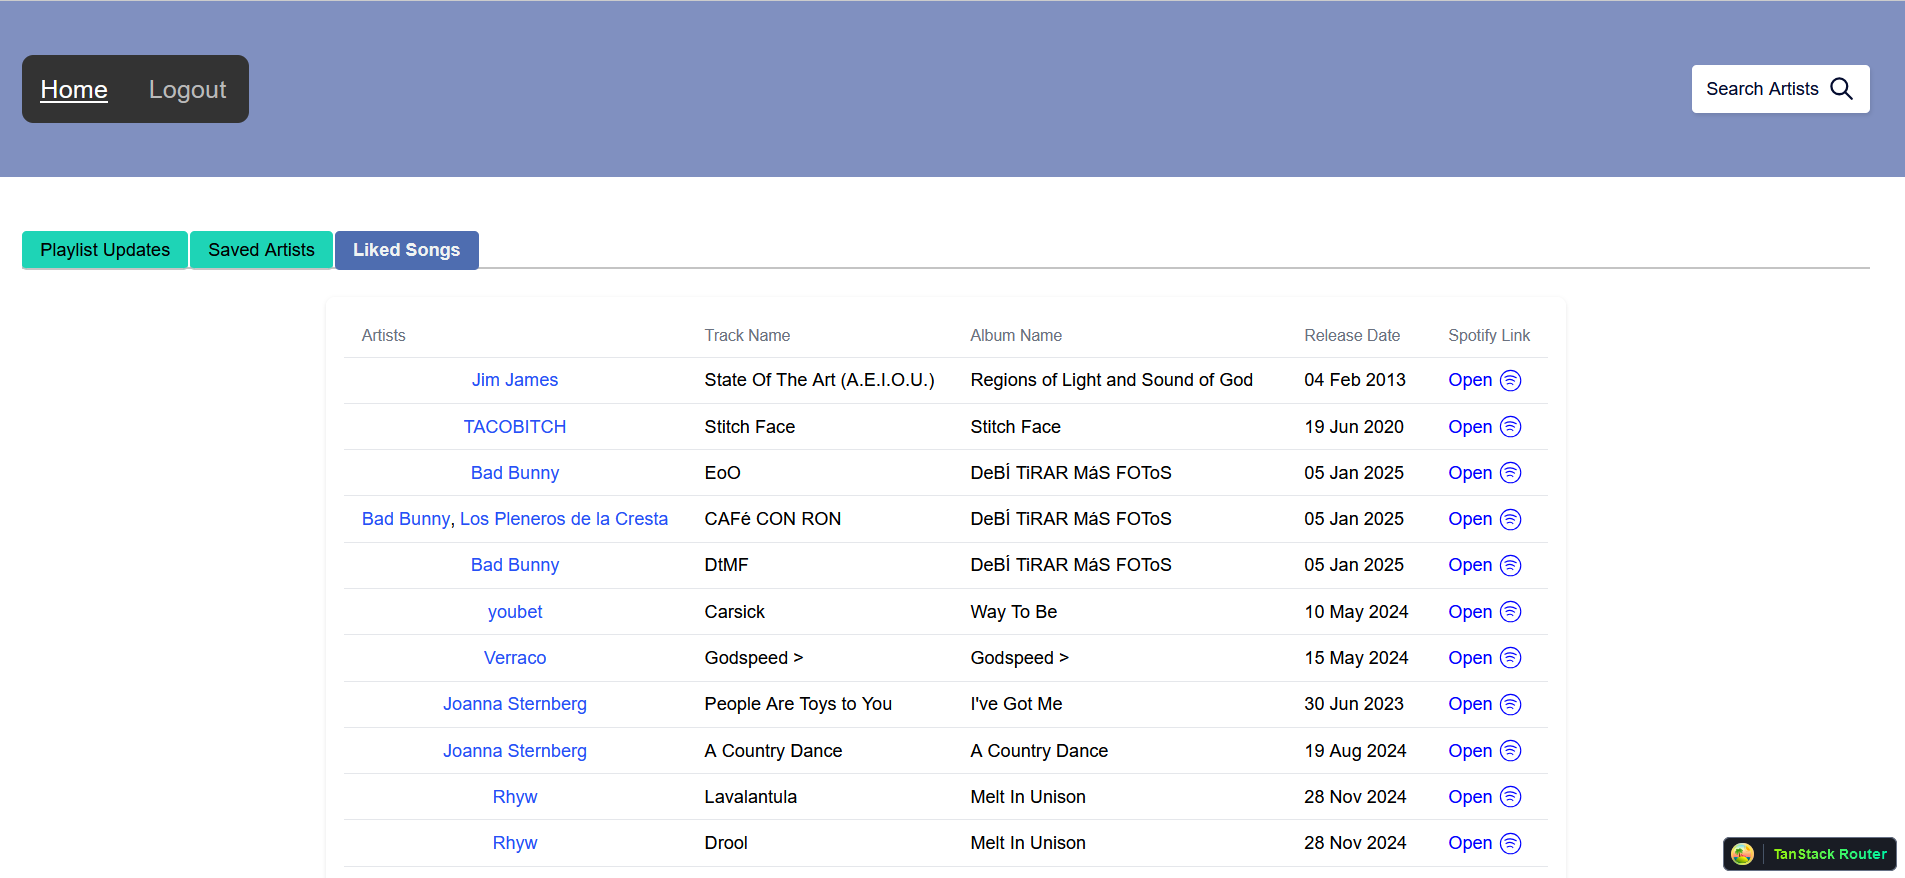 Home Logout
Search Artists
Playlist Updates Saved Artists Liked Songs
Artists Track Name Album Name Release Date Spotify Link
Jim James State Of The Art (A.E.I.O.U.) Regions of Light and Sound of God 04 Feb 2013 Open
TACOBITCH Stitch Face Stitch Face 19 Jun 2020 Open
Bad Bunny EoO DeBÍ TiRAR MáS FOToS 05 Jan 2025 Open
Bad Bunny, Los Pleneros de la Cresta CAFé CON RON DeBÍ TiRAR MáS FOToS 05 Jan 2025 Open
Bad Bunny DtMF DeBÍ TiRAR MáS FOToS 05 Jan 2025 Open
youbet Carsick Way To Be 10 May 2024 Open
Verraco Godspeed > Godspeed > 15 May 2024 Open
Joanna Sternberg People Are Toys to You I've Got Me 30 Jun 2023 Open
Joanna Sternberg A Country Dance A Country Dance 19 Aug 2024 Open
Rhyw Lavalantula Melt In Unison 28 Nov 2024 Open
Rhyw Drool Melt In Unison 28 Nov 2024 Open
TanStack Router